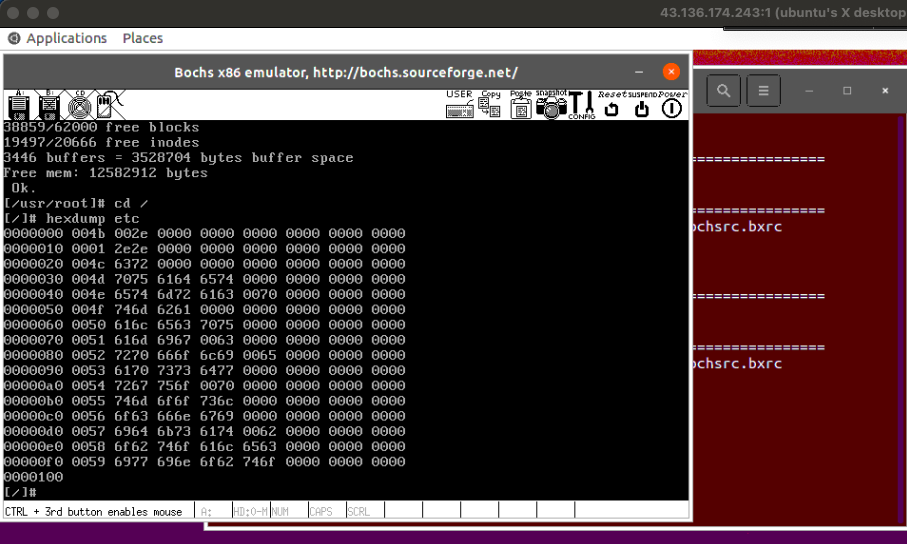 43.136.174.243:1 (ubuntu's X desktop
Applications Places
Bochs x86 emulator, http://bochs.sourceforge.net/
A: B: CD
USER Copy Paste snapshot CONFIG Reset SUSPEND Power
38859/62000 free blocks
19497/20666 free inodes
3446 buffers = 3528704 bytes buffer space
Free mem: 12582912 bytes
Ok.
[/usr/root]# cd /
[/]# hexdump etc
0000000 004b 002e 0000 0000 0000 0000 0000 0000
0000010 0001 2e2e 0000 0000 0000 0000 0000 0000
0000020 004c 6372 0000 0000 0000 0000 0000 0000
0000030 004d 7075 6164 6574 0000 0000 0000 0000
0000040 004e 6574 6d72 6163 0070 0000 0000 0000
0000050 004f 746d 6261 0000 0000 0000 0000 0000
0000060 0050 616c 6563 7075 0000 0000 0000 0000
0000070 0051 616d 6967 0063 0000 0000 0000 0000
0000080 0052 7270 666f 6c69 0065 0000 0000 0000
0000090 0053 6170 7373 6477 0000 0000 0000 0000
00000a0 0054 7267 756f 0070 0000 0000 0000 0000
00000b0 0055 746d 6f6f 736c 0000 0000 0000 0000
00000c0 0056 6f63 666e 6769 0000 0000 0000 0000
00000d0 0057 6964 6b73 6174 0062 0000 0000 0000
00000e0 0058 6f62 746f 616c 6563 0000 0000 0000
00000f0 0059 6977 696e 6f62 746f 0000 0000 0000
0000100
[/]#
CTRL + 3rd button enables mouse A: HD:0-M NUM CAPS SCRL
================
================
ochsrc.bxrc
================
================
ochsrc.bxrc